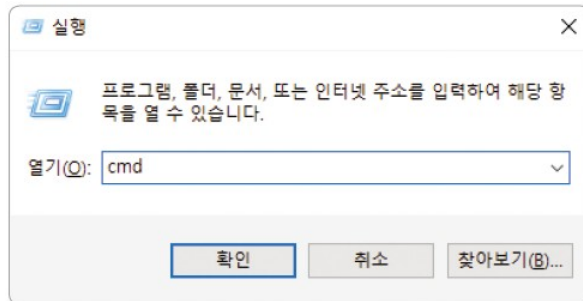 실행
프로그램, 폴더, 문서, 또는 인터넷 주소를 입력하여 해당 항
목을 열 수 있습니다.
열기(O): cmd
확인 취소 찾아보기(B)...